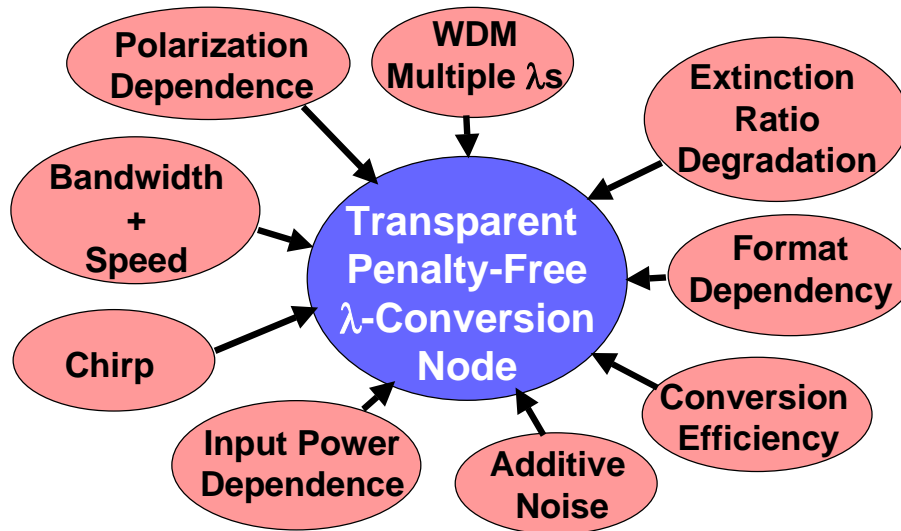 Polarization
Dependence
WDM
Multiple λs
Extinction
Ratio
Degradation
Bandwidth
+
Speed
Transparent
Penalty-Free
λ-Conversion
Node
Format
Dependency
Chirp
Conversion
Efficiency
Input Power
Dependence
Additive
Noise